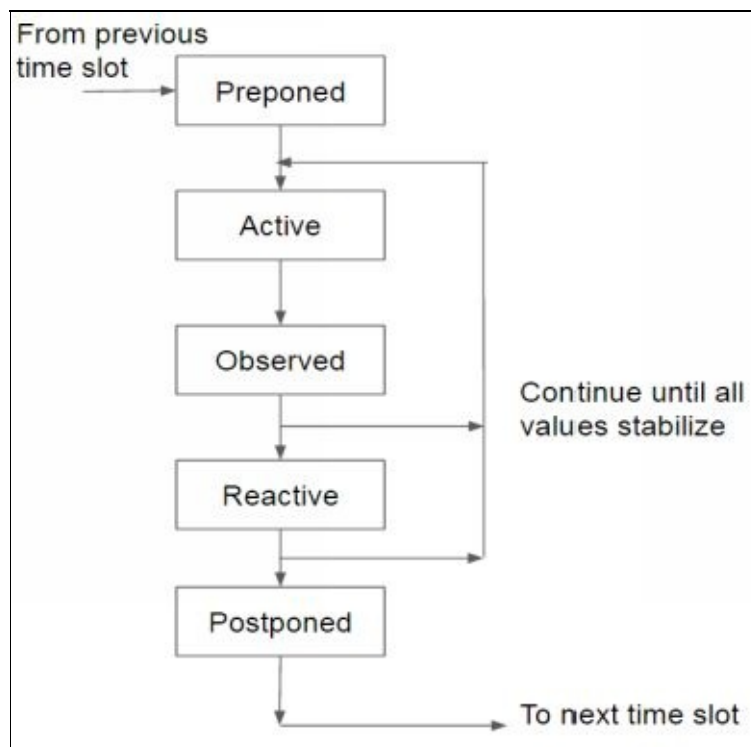 From previous
time slot
Preponed
Active
Observed
Continue until all
values stabilize
Reactive
Postponed
To next time slot